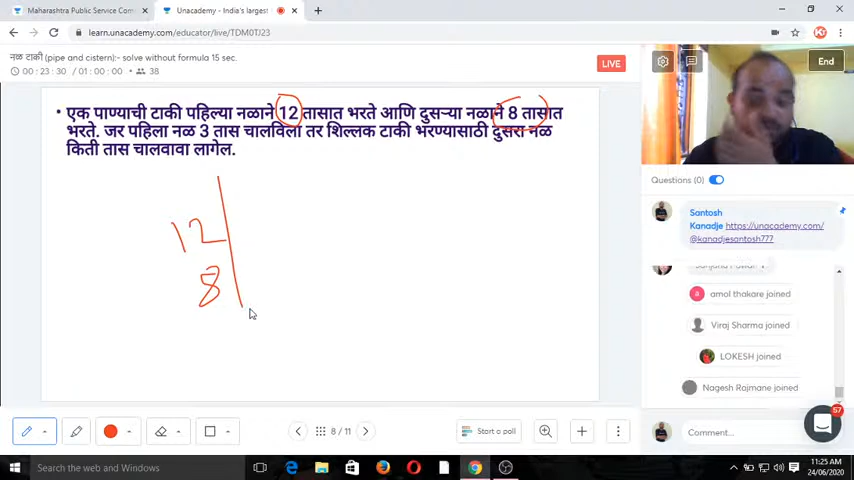 Maharashtra Public Service Com
Unacademy - India's largest
learn.unacademy.com/educator/live/TDM0TJ23
नळ टाकी (pipe and cistern):- solve without formula 15 sec.
00 : 23 : 30 / 01 : 00 : 00 • 38
LIVE
End
• एक पाण्याची टाकी पहिल्या नळाने 12 तासात भरते आणि दुसऱ्या नळाने 8 तासात
भरते. जर पहिला नळ 3 तास चालविला तर शिल्लक टाकी भरण्यासाठी दुसरा नळ
किती तास चालवावा लागेल.
12
8
Questions (0)
Santosh
Kanadje https://unacademy.com/
@kanadjesantosh777
Sanjana Pawar
a amol thakare joined
Viraj Sharma joined
LOKESH joined
Nagesh Rajmane joined
57
8 / 11
Start a poll
Comment...
Search the web and Windows
11:25 AM
24/06/2020